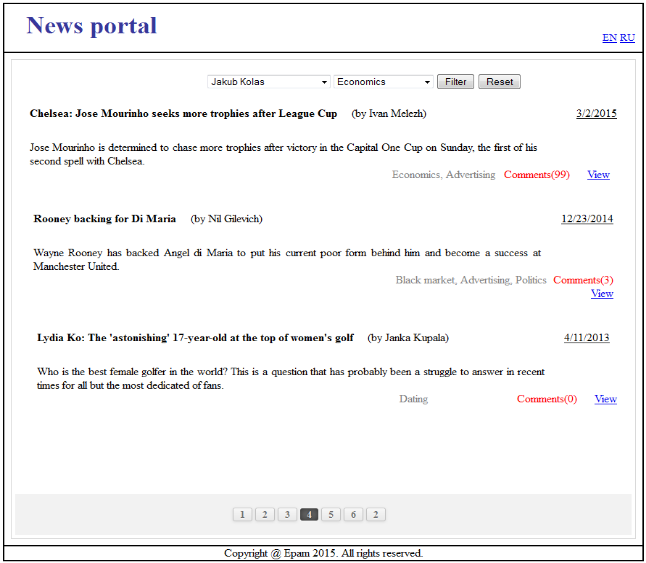 News portal
EN RU
Jakub Kolas Economics Filter Reset
Chelsea: Jose Mourinho seeks more trophies after League Cup (by Ivan Melezh) 3/2/2015
Jose Mourinho is determined to chase more trophies after victory in the Capital One Cup on Sunday, the first of his
second spell with Chelsea.
Economics, Advertising Comments(99) View
Rooney backing for Di Maria (by Nil Gilevich) 12/23/2014
Wayne Rooney has backed Angel di Maria to put his current poor form behind him and become a success at
Manchester United.
Black market, Advertising, Politics Comments(3)
View
Lydia Ko: The 'astonishing' 17-year-old at the top of women's golf (by Janka Kupala) 4/11/2013
Who is the best female golfer in the world? This is a question that has probably been a struggle to answer in recent
times for all but the most dedicated of fans.
Dating Comments(0) View
1 2 3 4 5 6 2
Copyright @ Epam 2015. All rights reserved.